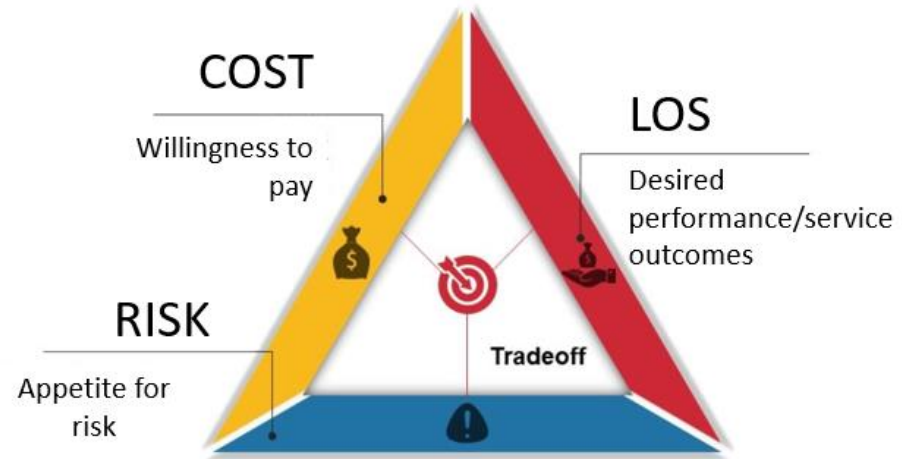 COST
Willingness to
pay
LOS
Desired
performance/service
outcomes
RISK
Appetite for
risk
Tradeoff
$
$
!